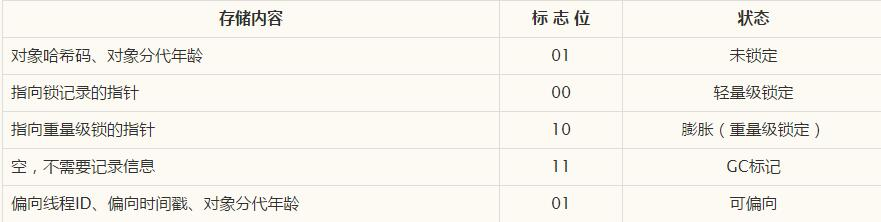 存储内容 标 志 位 状态
对象哈希码、对象分代年龄 01 未锁定
指向锁记录的指针 00 轻量级锁定
指向重量级锁的指针 10 膨胀（重量级锁定）
空，不需要记录信息 11 GC标记
偏向线程ID、偏向时间戳、对象分代年龄 01 可偏向